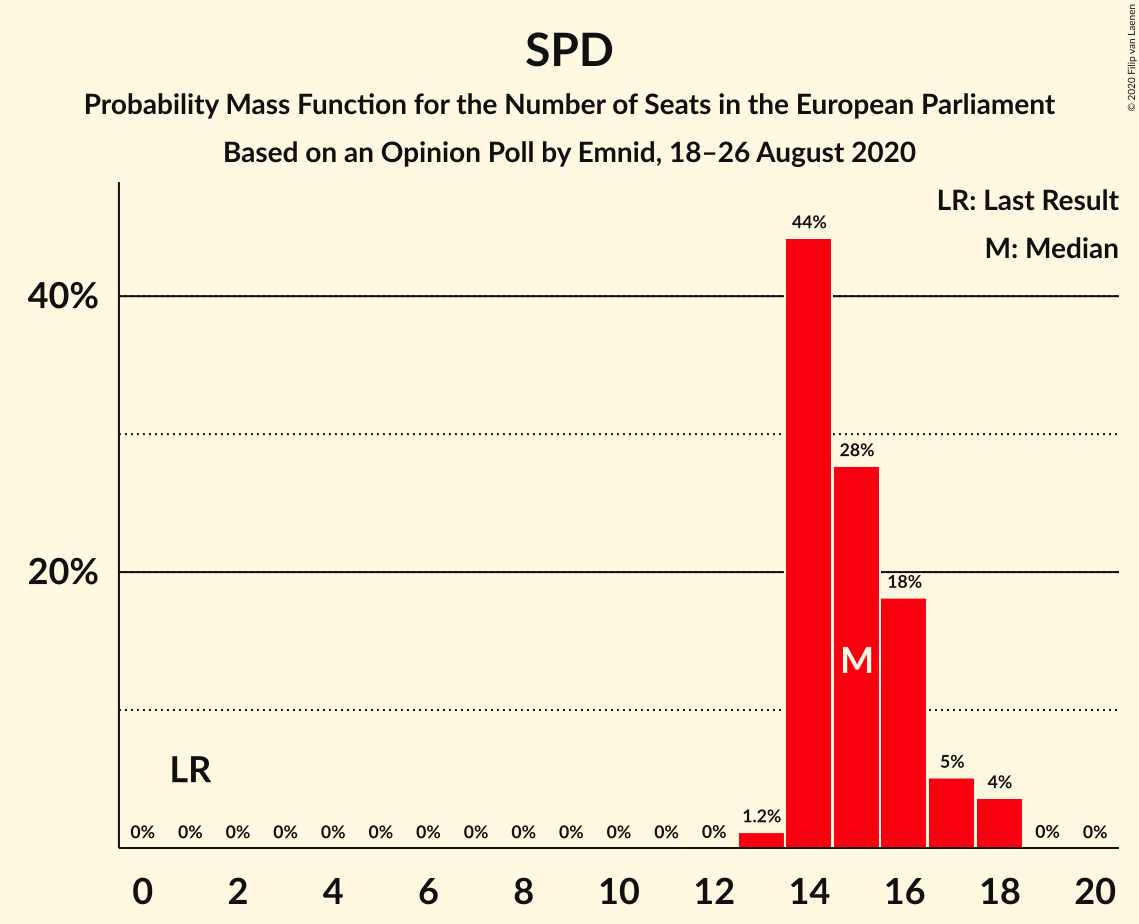 SPD
Probability Mass Function for the Number of Seats in the European Parliament
Based on an Opinion Poll by Emnid, 18–26 August 2020
© 2020 Filip van Laenen
LR: Last Result
M: Median
44%
40%
28%
20%
18%
M
LR
5%
4%
1.2%
0% 0% 0% 0% 0% 0% 0% 0% 0% 0% 0% 0% 0% 0% 0%
0 2 4 6 8 10 12 14 16 18 20